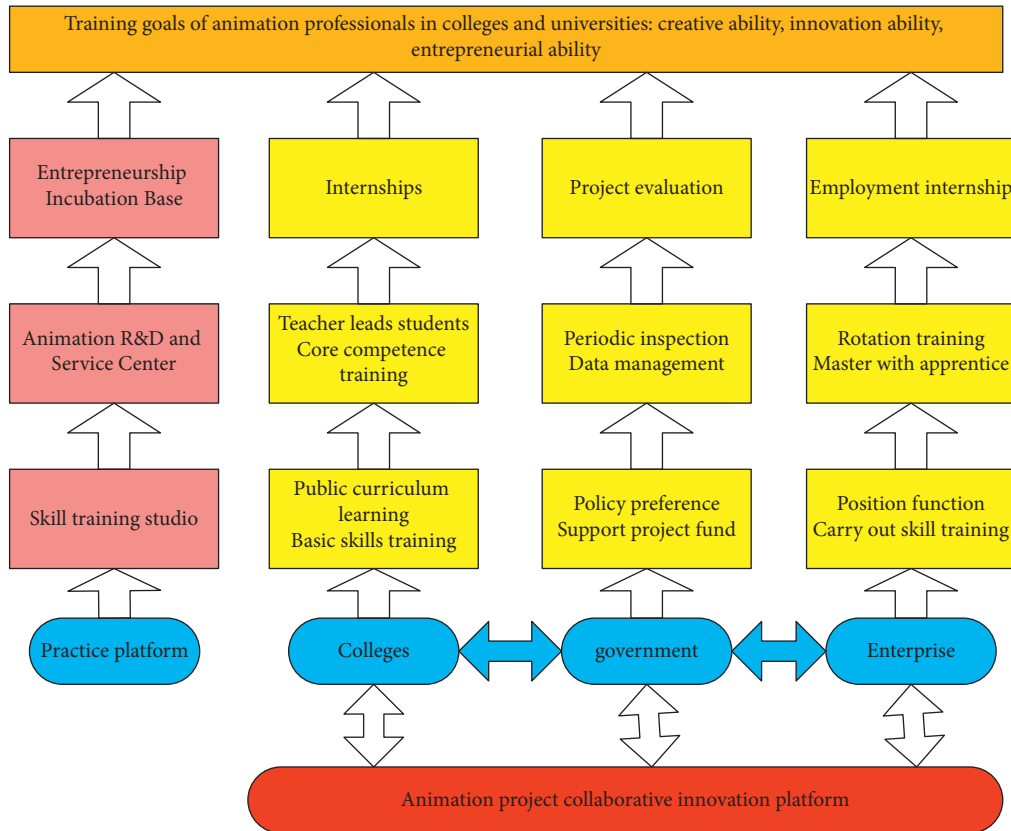 Training goals of animation professionals in colleges and universities: creative ability, innovation ability,
entrepreneurial ability
Entrepreneurship
Incubation Base
Internships
Project evaluation
Employment internship
Animation R&D and
Service Center
Teacher leads students
Core competence
training
Periodic inspection
Data management
Rotation training
Master with apprentice
Skill training studio
Public curriculum
learning
Basic skills training
Policy preference
Support project fund
Position function
Carry out skill training
Practice platform
Colleges
government
Enterprise
Animation project collaborative innovation platform